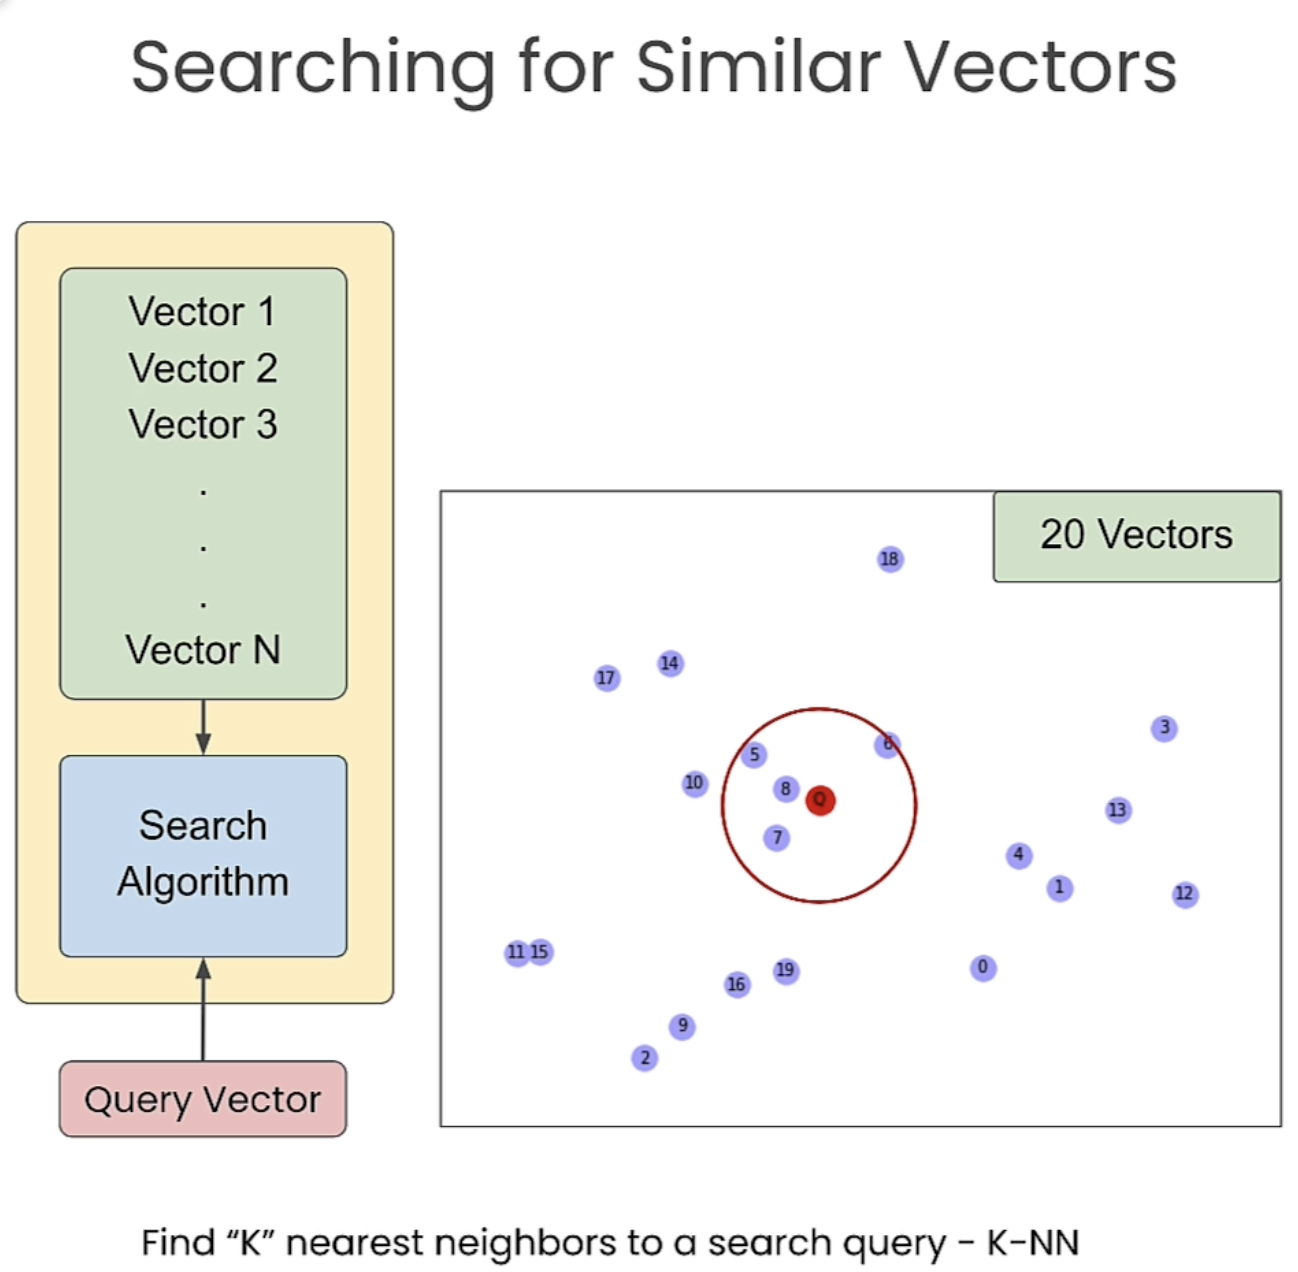 Searching for Similar Vectors
Vector 1
Vector 2
Vector 3
.
.
.
Vector N
Search
Algorithm
Query Vector
20 Vectors
18
14
17
3
6
5
10
8
Q
13
7
4
1
12
11 15
19
0
16
9
2
Find “K” nearest neighbors to a search query - K-NN